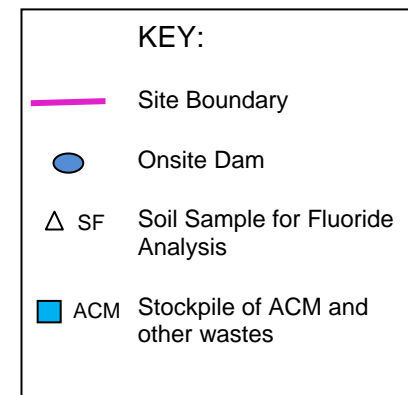 KEY:
Site Boundary
Onsite Dam
SF Soil Sample for Fluoride
Analysis
ACM Stockpile of ACM and
other wastes